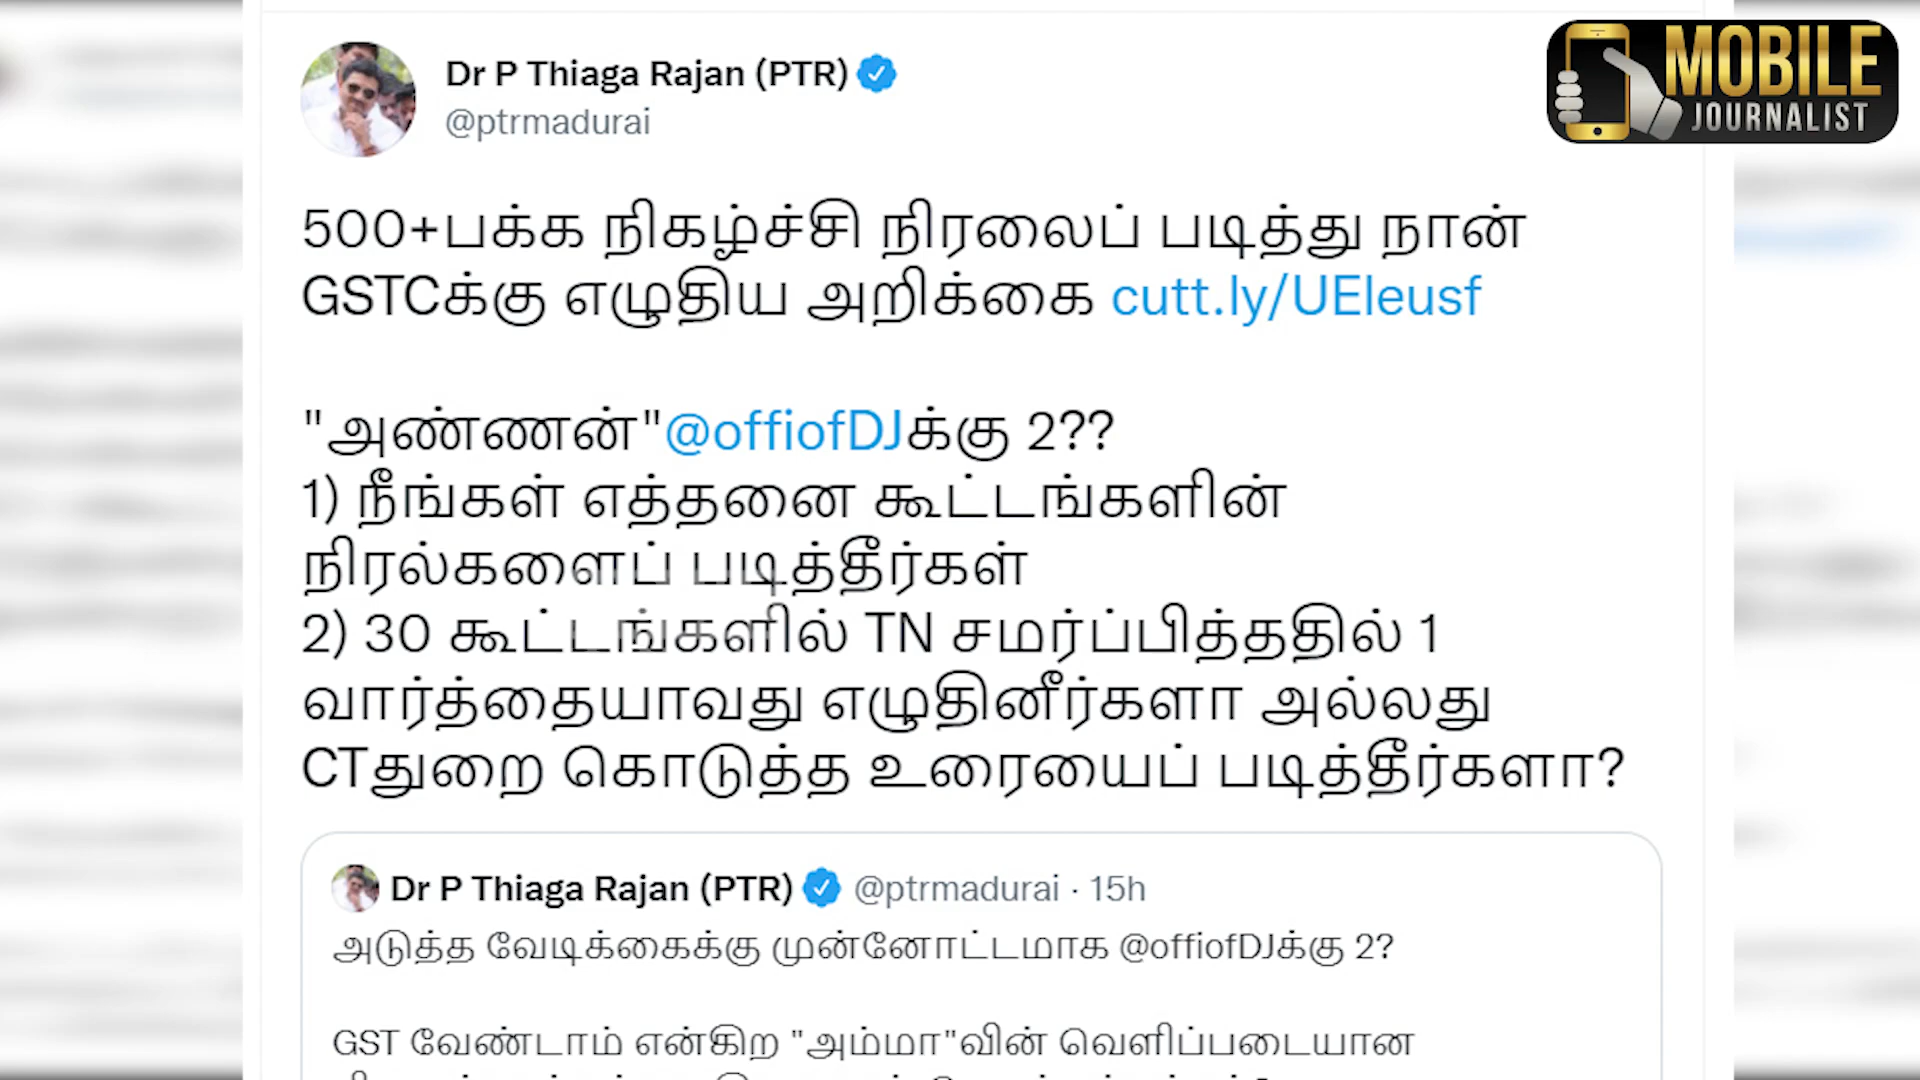 Dr P Thiaga Rajan (PTR)
MOBILE
JOURNALIST
@ptrmadurai
500+பக்க நிகழ்ச்சி நிரலைப் படித்து நான்
GSTCக்கு எழுதிய அறிக்கை cutt.ly/UEleusf
"அண்ணன்"@offiofDJக்கு 2??
1) நீங்கள் எத்தனை கூட்டங்களின்
நிரல்களைப் படித்தீர்கள்
2) 30 கூட்டங்களில் TN சமர்ப்பித்ததில் 1
வார்த்தையாவது எழுதினீர்களா அல்லது
CTதுறை கொடுத்த உரையைப் படித்தீர்களா?
Dr P Thiaga Rajan (PTR) @ptrmadurai · 15h
அடுத்த வேடிக்கைக்கு முன்னோட்டமாக @offiofDJக்கு 2?
GST வேண்டாம் என்கிற "அம்மா"வின் வெளிப்படையான